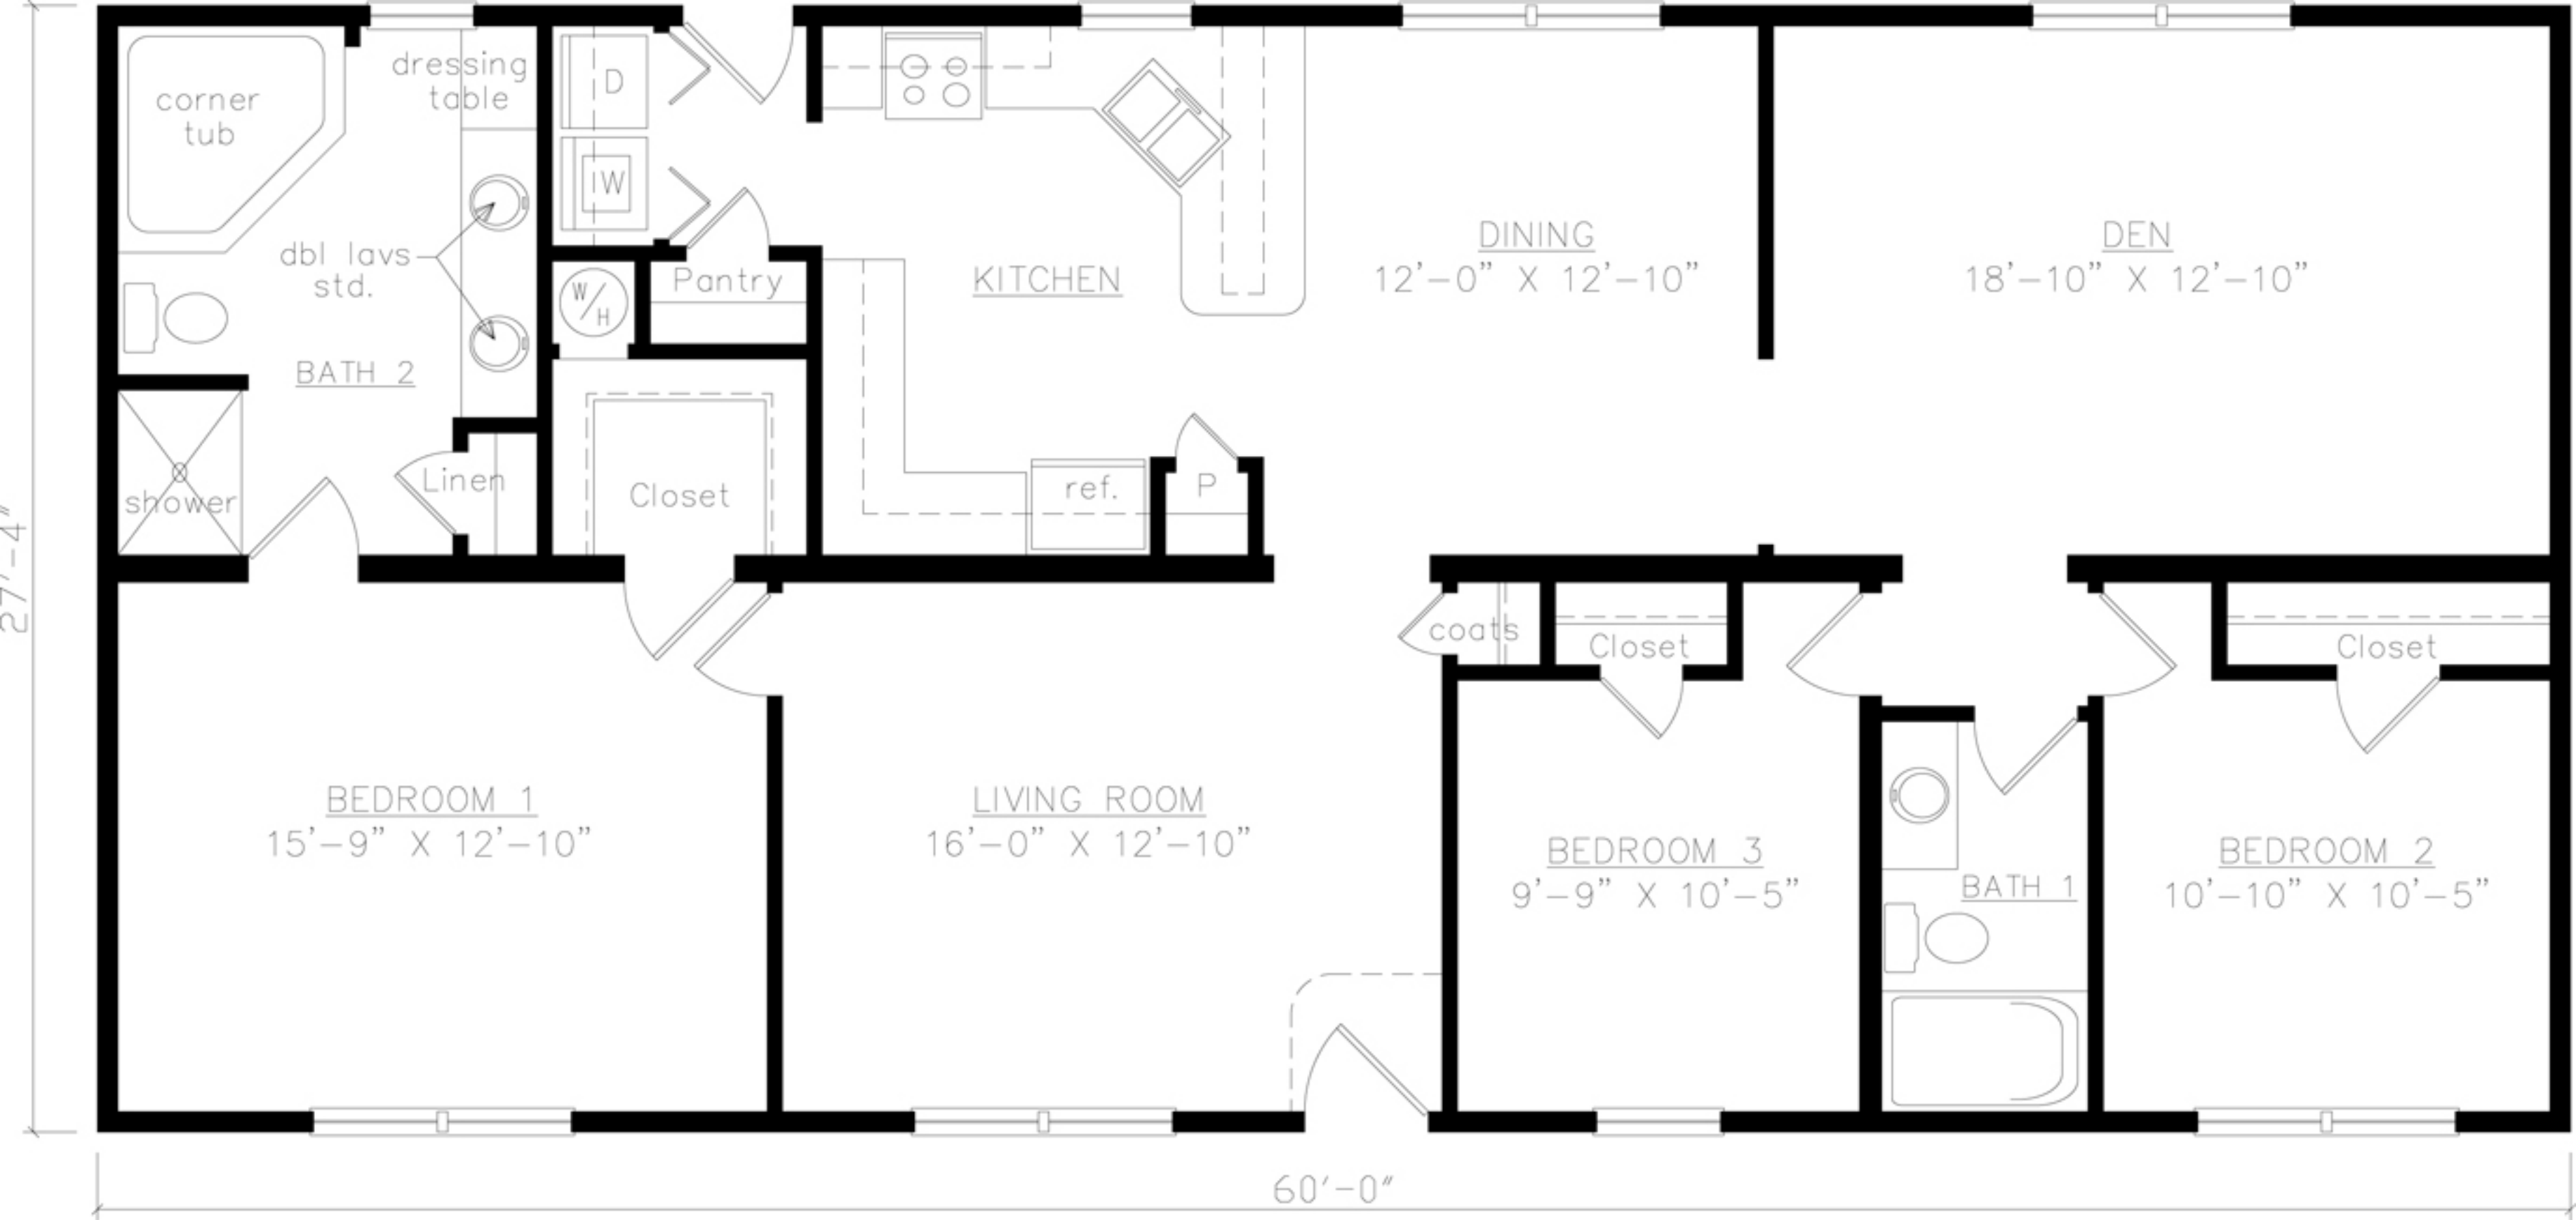 dressing
table
corner
tub
D
W
dbl lavs
std.
W/H
Pantry
KITCHEN
DINING
12'-0" X 12'-10"
DEN
18'-10" X 12'-10"
BATH 2
Linen
shower
Closet
ref.
P
27'-4"
coats
Closet
Closet
BEDROOM 1
15'-9" X 12'-10"
LIVING ROOM
16'-0" X 12'-10"
BEDROOM 3
9'-9" X 10'-5"
BATH 1
BEDROOM 2
10'-10" X 10'-5"
60'-0"